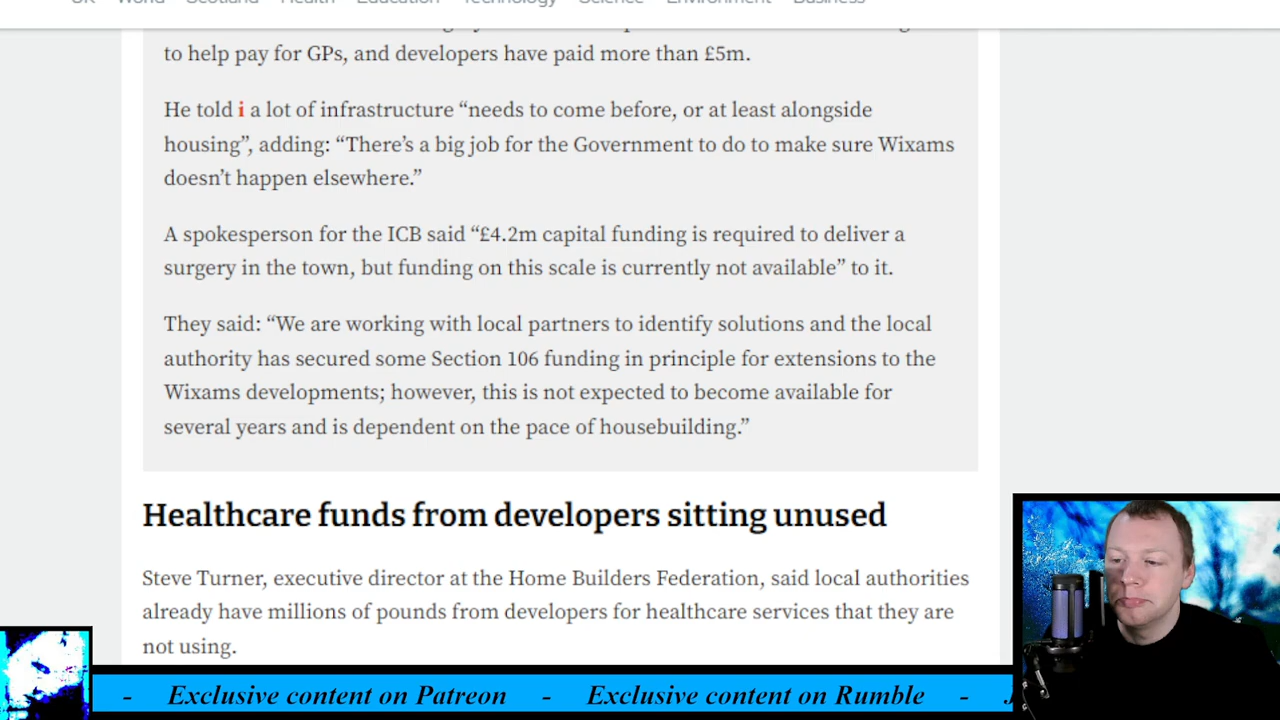 UK World Scotland Health Education Technology Science Environment Business
to help pay for GPs, and developers have paid more than £5m.
He told i a lot of infrastructure “needs to come before, or at least alongside
housing”, adding: “There’s a big job for the Government to do to make sure Wixams
doesn’t happen elsewhere.”
A spokesperson for the ICB said “£4.2m capital funding is required to deliver a
surgery in the town, but funding on this scale is currently not available” to it.
They said: “We are working with local partners to identify solutions and the local
authority has secured some Section 106 funding in principle for extensions to the
Wixams developments; however, this is not expected to become available for
several years and is dependent on the pace of housebuilding.”
Healthcare funds from developers sitting unused
Steve Turner, executive director at the Home Builders Federation, said local authorities
already have millions of pounds from developers for healthcare services that they are
not using.
- Exclusive content on Patreon - Exclusive content on Rumble -